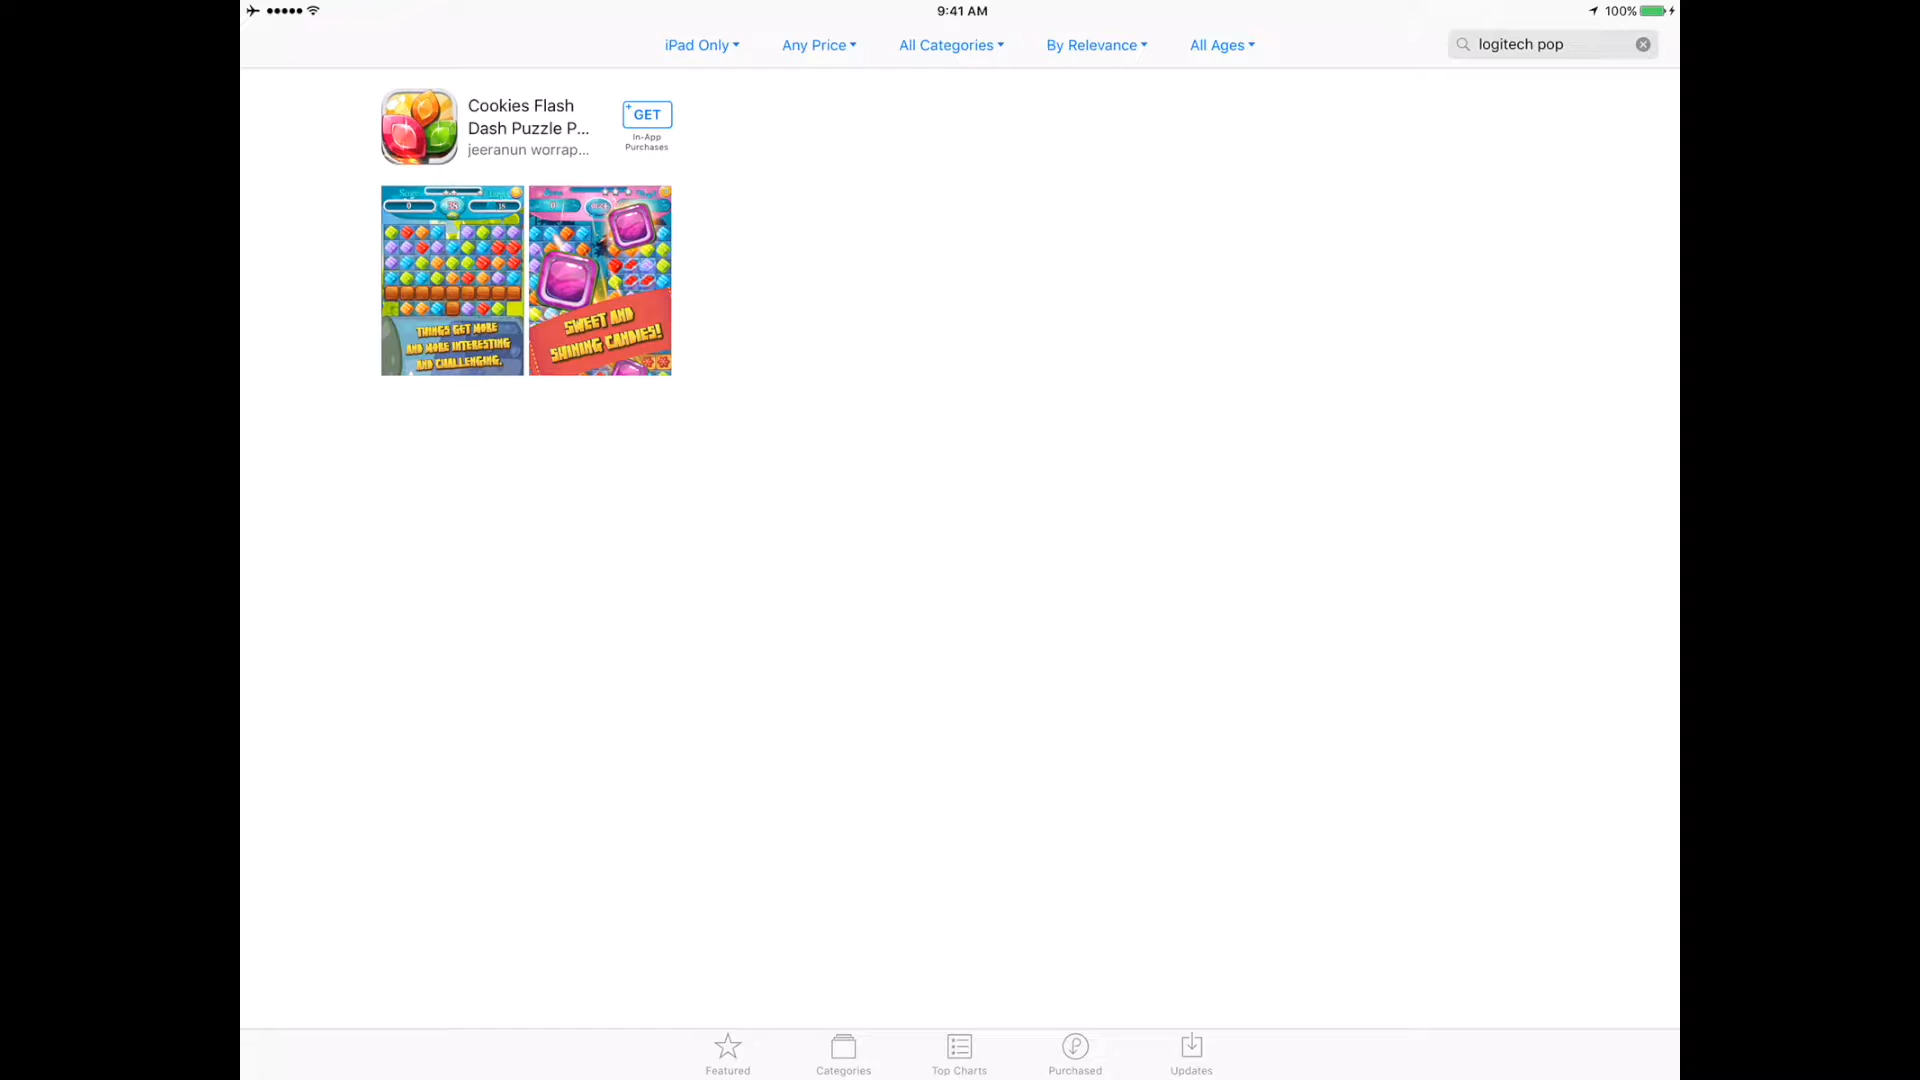 9:41 AM
100%
iPad Only
Any Price
All Categories
By Relevance
All Ages
logitech pop
Cookies Flash
Dash Puzzle P...
jeeranun worrap...
+ GET
In-App
Purchases
0
18
THINGS GET MORE
AND MORE INTERESTING
AND CHALLENGING.
SWEET AND
SHINING CANDIES!
Featured
Categories
Top Charts
Purchased
Updates